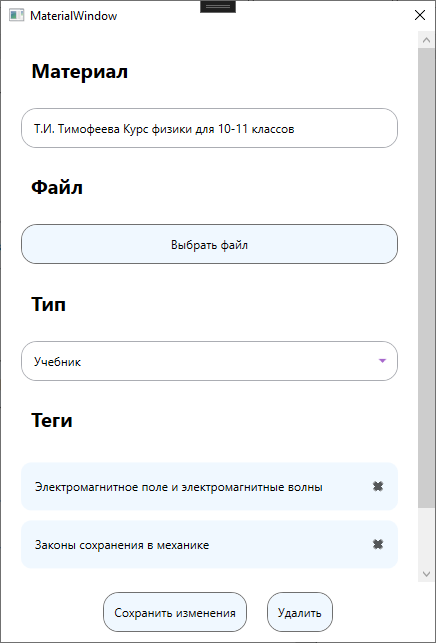 MaterialWindow
Материал
Т.И. Тимофеева Курс физики для 10-11 классов
Файл
Выбрать файл
Тип
Учебник
Теги
Электромагнитное поле и электромагнитные волны
Законы сохранения в механике
Сохранить изменения
Удалить